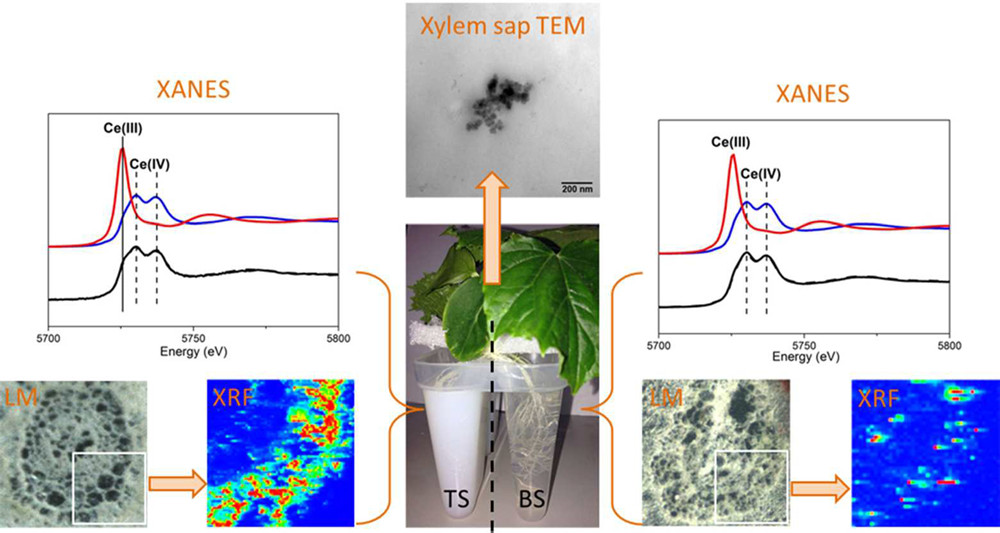 Xylem sap TEM
200 nm
XANES
Ce(III)
Ce(IV)
5700
5750
5800
Energy (eV)
LM
XRF
TS
BS
XANES
Ce(III)
Ce(IV)
5700
5750
5800
Energy (eV)
LM
XRF